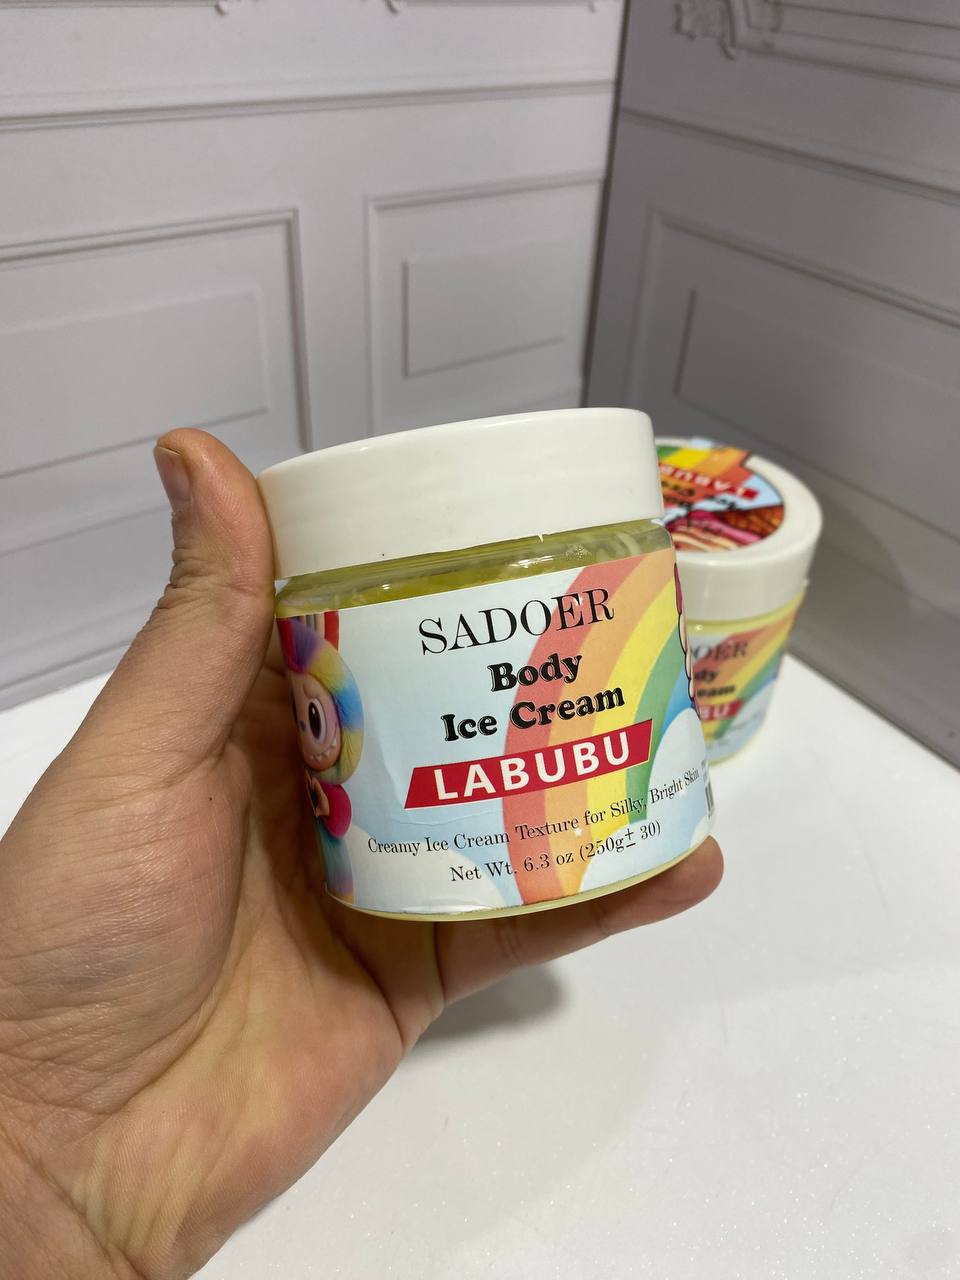 SADOER
Body
Ice Cream
LABUBU
Creamy Ice Cream Texture for Silky, Bright Skin
Net Wt. 6.3 oz (250g± 30)
LABUBU